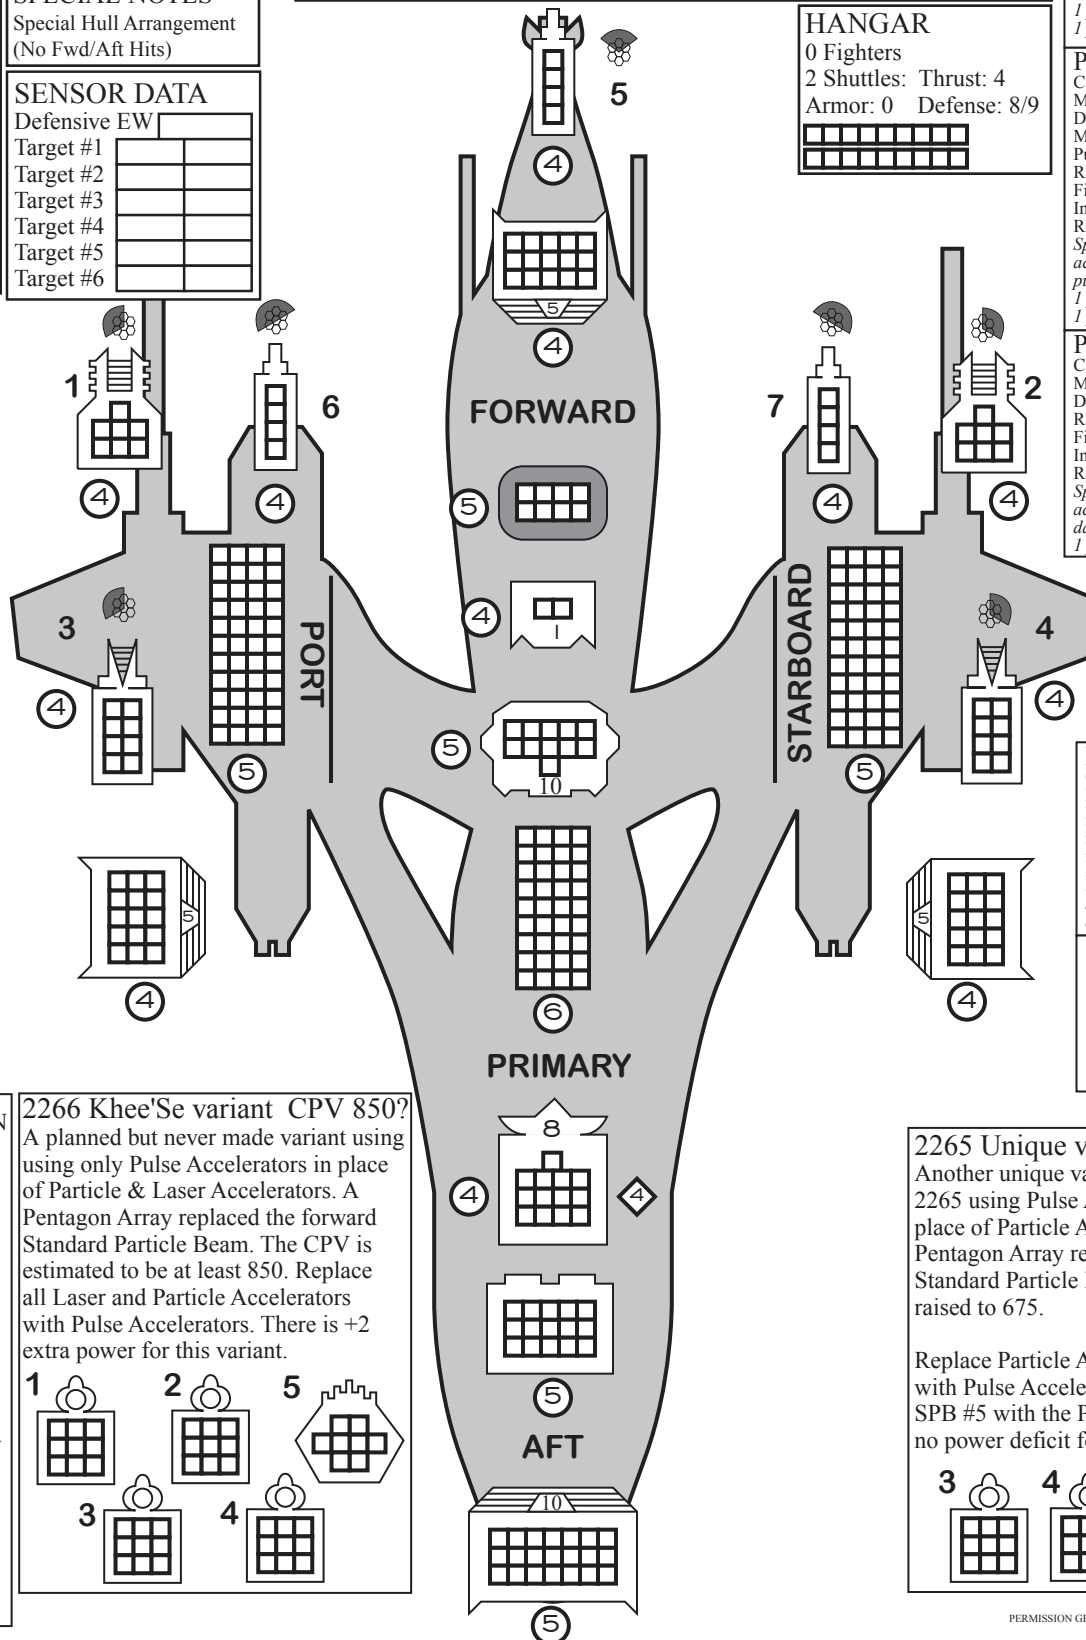 SPECIAL NOTES
Special Hull Arrangement
(No Fwd/Aft Hits)
SENSOR DATA
Defensive EW
Target #1
Target #2
Target #3
Target #4
Target #5
Target #6
HANGAR
0 Fighters
2 Shuttles: Thrust: 4
Armor: 0 Defense: 8/9
5
4
5
4
FORWARD
1
4
6
4
7
4
2
4
5
4
1
3
4
PORT
5
STARBOARD
5
4
4
5
10
6
5
4
5
4
PRIMARY
8
4
4
5
AFT
10
5
2266 Khee'Se variant CPV 850?
A planned but never made variant using
using only Pulse Accelerators in place
of Particle & Laser Accelerators. A
Pentagon Array replaced the forward
Standard Particle Beam. The CPV is
estimated to be at least 850. Replace
all Laser and Particle Accelerators
with Pulse Accelerators. There is +2
extra power for this variant.
1
2
5
3
4
2265 Unique v
Another unique va
2265 using Pulse A
place of Particle A
Pentagon Array re
Standard Particle
raised to 675.
Replace Particle A
with Pulse Accele
SPB #5 with the P
no power deficit f
3
4
PERMISSION G